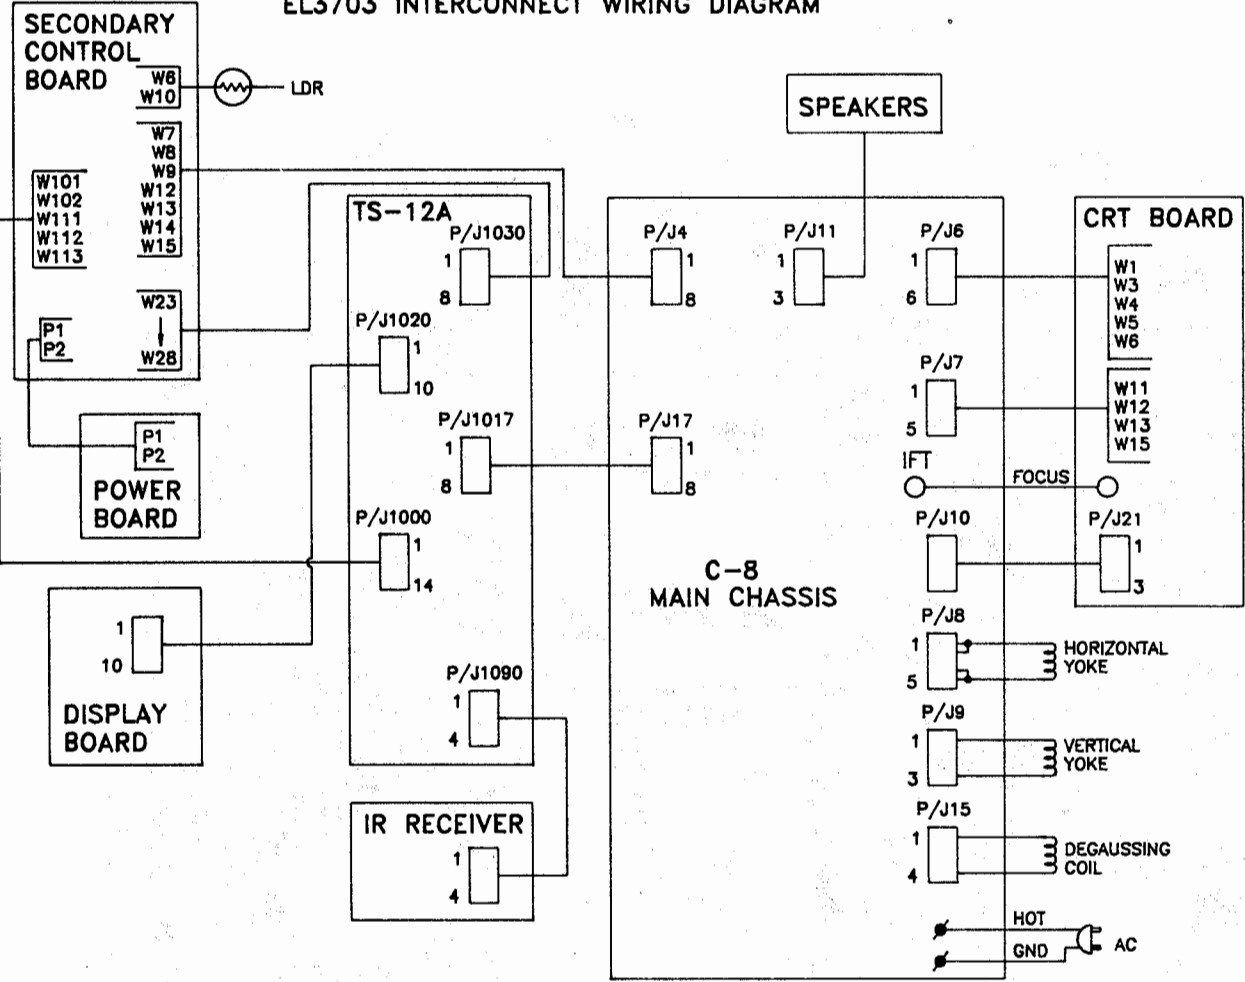 EL3703 INTERCONNECT WIRING DIAGRAM
SECONDARY
CONTROL
BOARD
W6
W10
LDR
W7
W8
W9
W12
W13
W14
W15
W101
W102
W111
W112
W113
W23
W28
P1
P2
P1
P2
POWER
BOARD
1
10
DISPLAY
BOARD
TS-12A
P/J1030
1
8
P/J1020
1
10
P/J1017
1
8
P/J1000
1
14
P/J1090
1
4
IR RECEIVER
1
4
SPEAKERS
P/J4
1
8
P/J11
1
3
P/J6
1
6
P/J7
1
5
P/J17
1
8
IFT
FOCUS
P/J10
C-8
MAIN CHASSIS
P/J8
1
5
HORIZONTAL
YOKE
P/J9
1
3
VERTICAL
YOKE
P/J15
1
4
DEGAUSSING
COIL
HOT
GND
AC
CRT BOARD
W1
W3
W4
W5
W6
W11
W12
W13
W15
P/J21
1
3